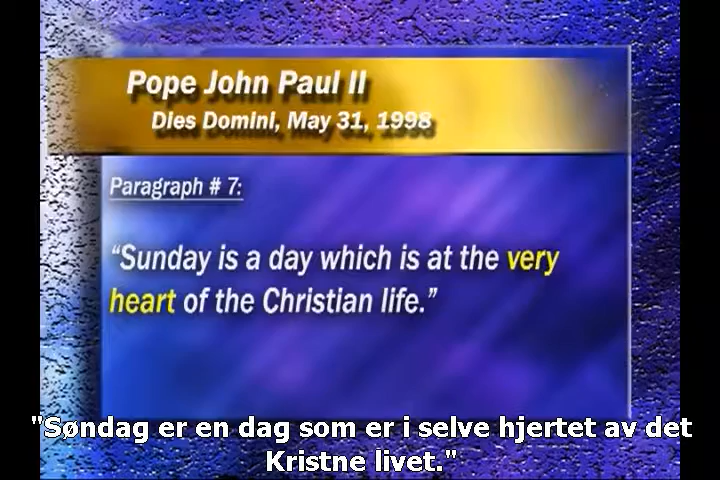 Pope John Paul II
Dies Domini, May 31, 1998
Paragraph # 7:
“Sunday is a day which is at the very
heart of the Christian life.”
"Søndag er en dag som er i selve hjertet av det
Kristne livet."